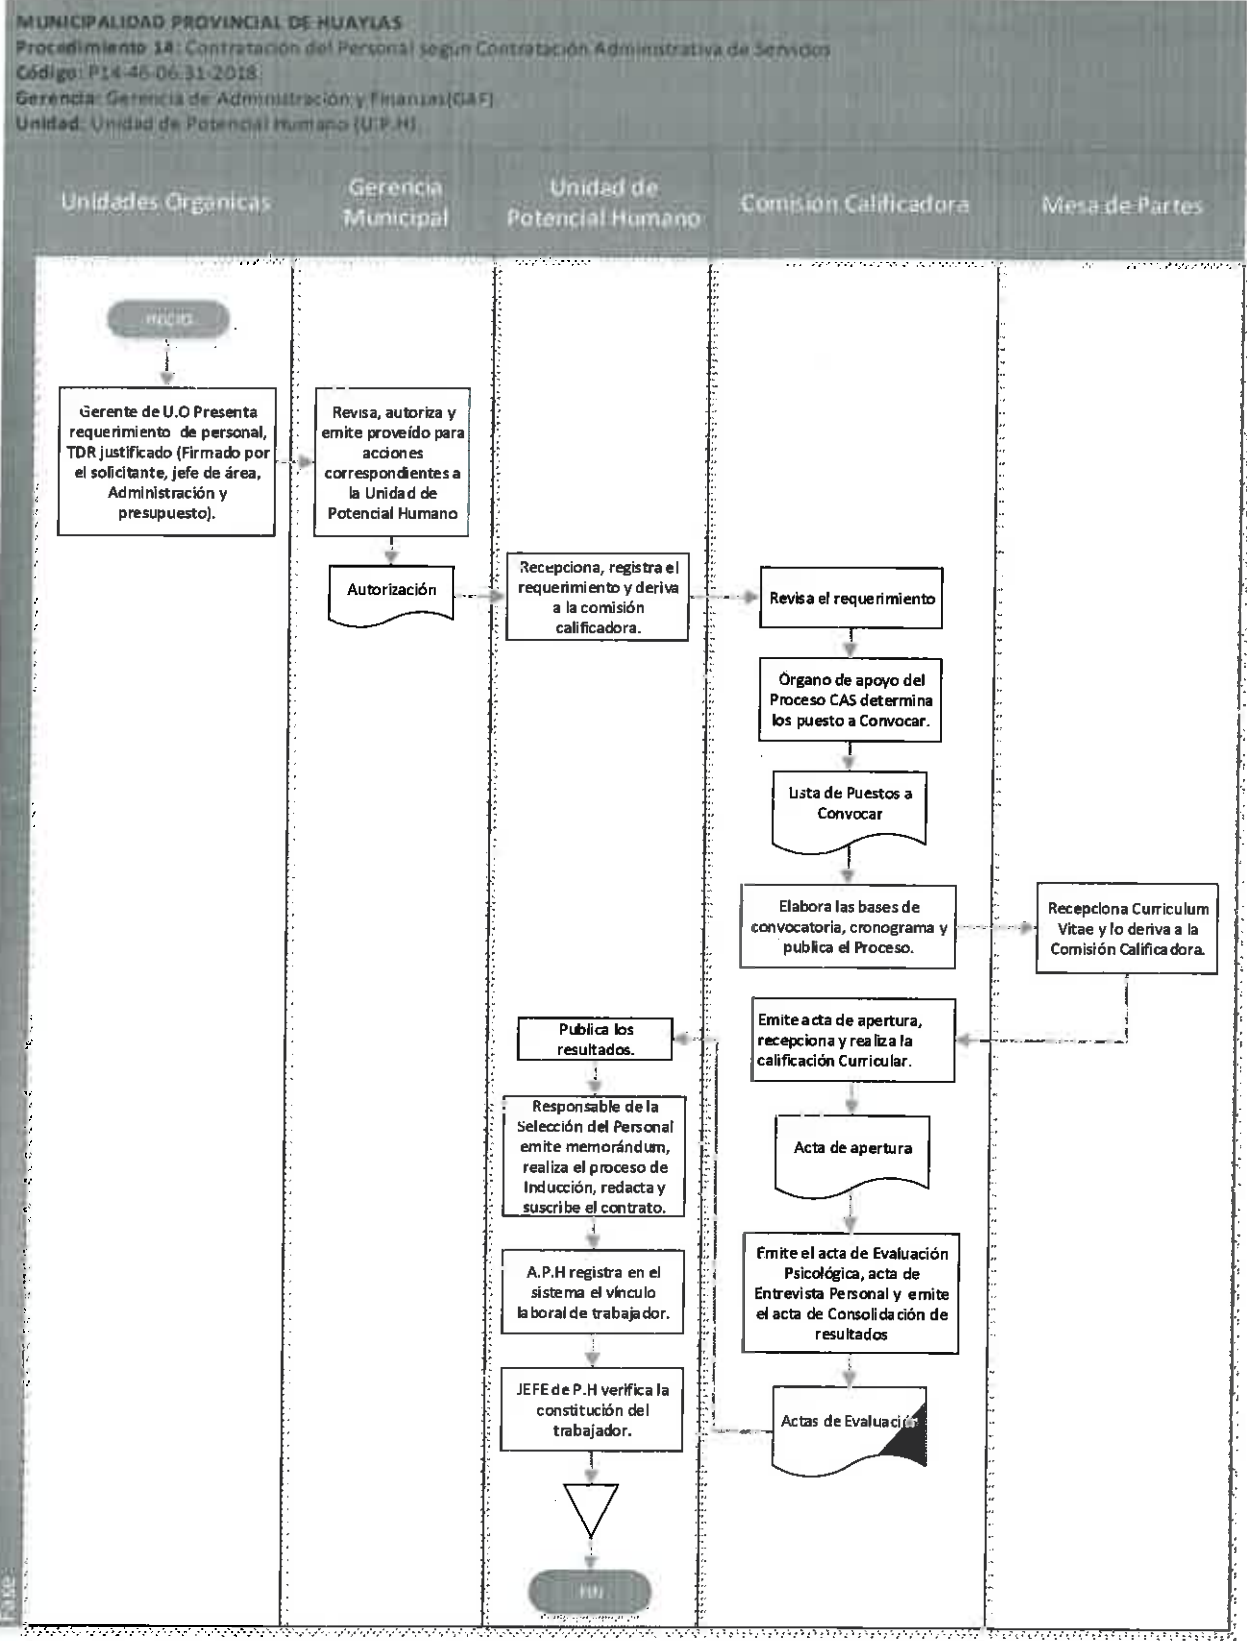 MUNICIPALIDAD PROVINCIAL DE HUAYLAS
Procedimiento 14: Contratación del Personal según Contratación Administrativa de Servicios
Código: P14-46-06.31-2018
Gerencia: Gerencia de Administración y Finanzas(GAF)
Unidad: Unidad de Potencial Humano (U.P.H)
Unidades Organicas
Gerencia
Municipal
Unidad de
Potencial Humano
Comisión Calificadora
Mesa de Partes
INICIO
Gerente de U.O Presenta
requerimiento de personal,
TDR justificado (Firmado por
el solicitante, jefe de área,
Administración y
presupuesto).
Revisa, autoriza y
emite proveído para
acciones
correspondientes a
la Unidad de
Potencial Humano
Autorización
Recepciona, registra el
requerimiento y deriva
a la comisión
calificadora.
Revisa el requerimiento
Órgano de apoyo del
Proceso CAS determina
los puesto a Convocar.
Lista de Puestos a
Convocar
Elabora las bases de
convocatoria, cronograma y
publica el Proceso.
Recepciona Curriculum
Vitae y lo deriva a la
Comisión Calificadora.
Emite acta de apertura,
recepciona y realiza la
calificación Curricular.
Acta de apertura
Emite el acta de Evaluación
Psicológica, acta de
Entrevista Personal y emite
el acta de Consolidación de
resultados
Actas de Evaluación
Publica los
resultados.
Responsable de la
Selección del Personal
emite memorándum,
realiza el proceso de
Inducción, redacta y
suscribe el contrato.
A.P.H registra en el
sistema el vínculo
laboral de trabajador.
JEFE de P.H verifica la
constitución del
trabajador.
FIN
Fase